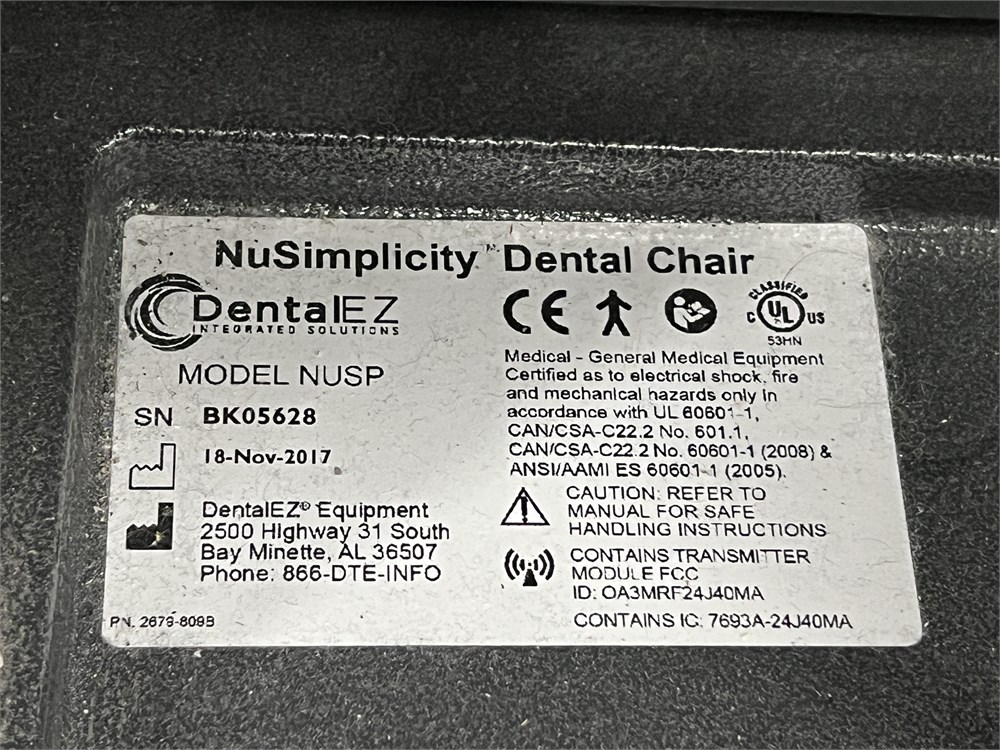 NuSimplicity™ Dental Chair
DentalEZ
INTEGRATED SOLUTIONS
MODEL NUSP
SN BK05628
18-Nov-2017
DentalEZ® Equipment
2500 Highway 31 South
Bay Minette, AL 36507
Phone: 866-DTE-INFO
P.N. 2679-809B
CE
CLASSIFIED
C UL US
53HN
Medical - General Medical Equipment
Certified as to electrical shock, fire
and mechanical hazards only in
accordance with UL 60601-1,
CAN/CSA-C22.2 No. 601.1,
CAN/CSA-C22.2 No. 60601-1 (2008) &
ANSI/AAMI ES 60601-1 (2005).
CAUTION: REFER TO
MANUAL FOR SAFE
HANDLING INSTRUCTIONS
CONTAINS TRANSMITTER
MODULE FCC
ID: OA3MRF24J40MA
CONTAINS IC: 7693A-24J40MA